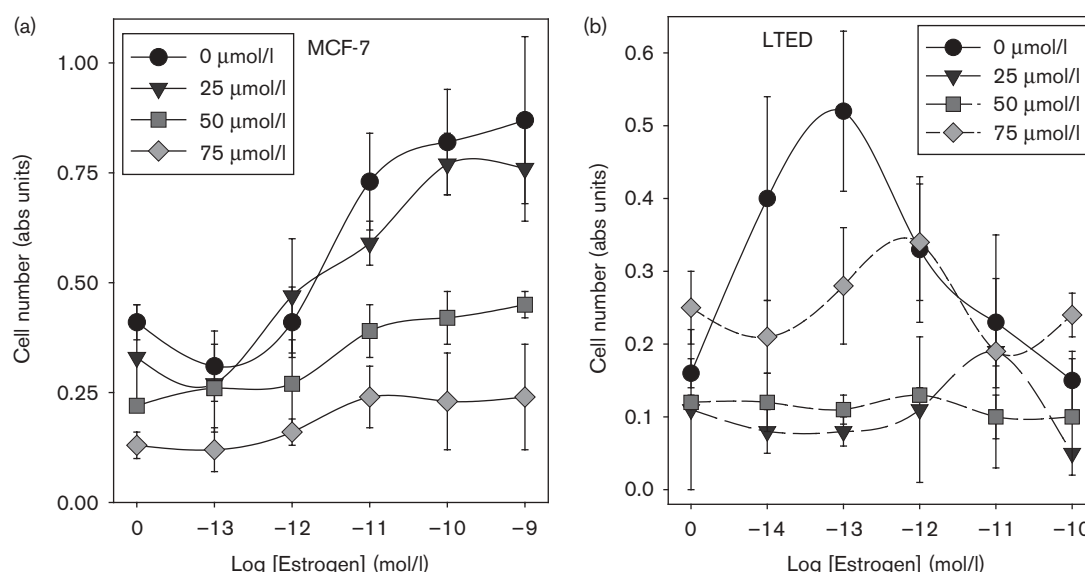 (a)
MCF-7
0 μmol/l
25 μmol/l
50 μmol/l
75 μmol/l
Cell number (abs units)
1.00
0.75
0.50
0.25
0.00
0 −13 −12 −11 −10 −9
Log [Estrogen] (mol/l)
(b)
LTED
0 μmol/l
25 μmol/l
50 μmol/l
75 μmol/l
Cell number (abs units)
0.6
0.5
0.4
0.3
0.2
0.1
0.0
0 −14 −13 −12 −11 −10
Log [Estrogen] (mol/l)